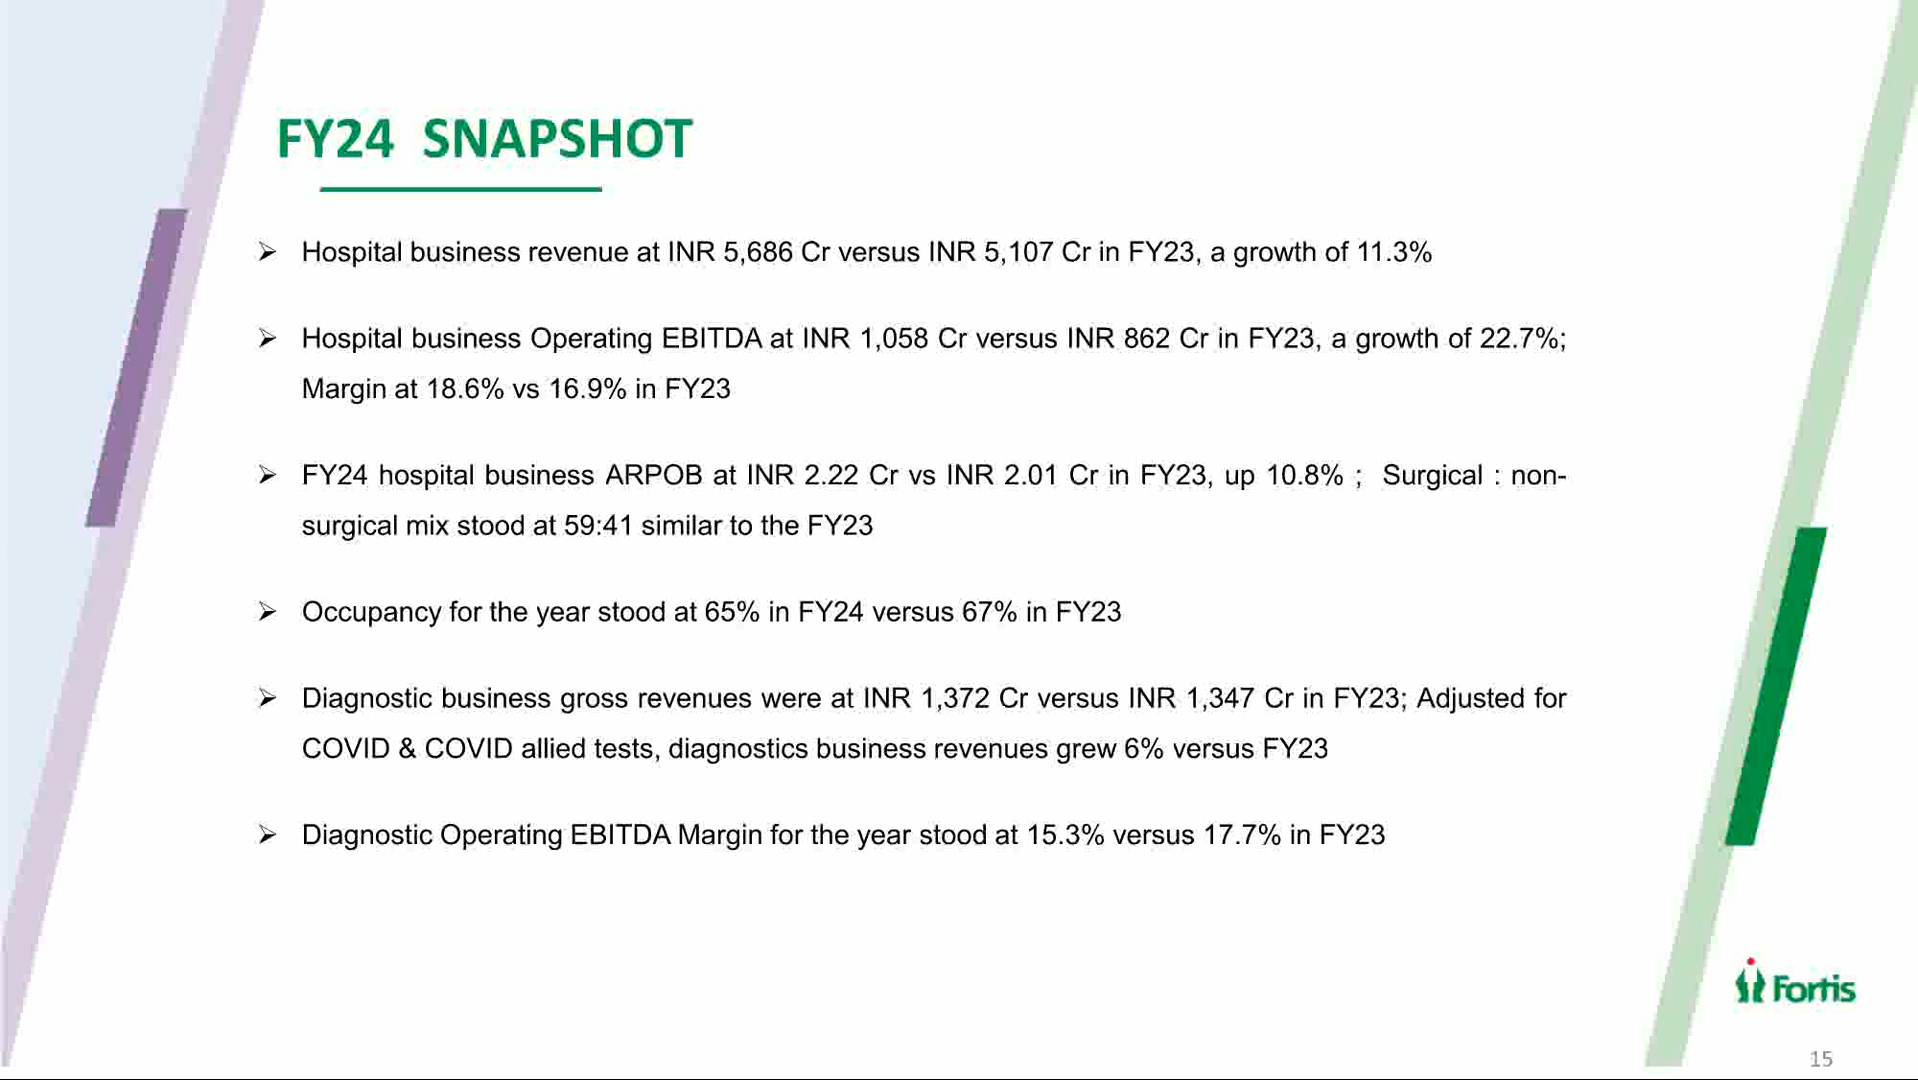 FY24 SNAPSHOT
➢ Hospital business revenue at INR 5,686 Cr versus INR 5,107 Cr in FY23, a growth of 11.3%
➢ Hospital business Operating EBITDA at INR 1,058 Cr versus INR 862 Cr in FY23, a growth of 22.7%;
Margin at 18.6% vs 16.9% in FY23
➢ FY24 hospital business ARPOB at INR 2.22 Cr vs INR 2.01 Cr in FY23, up 10.8% ; Surgical : non-
surgical mix stood at 59:41 similar to the FY23
➢ Occupancy for the year stood at 65% in FY24 versus 67% in FY23
➢ Diagnostic business gross revenues were at INR 1,372 Cr versus INR 1,347 Cr in FY23; Adjusted for
COVID & COVID allied tests, diagnostics business revenues grew 6% versus FY23
➢ Diagnostic Operating EBITDA Margin for the year stood at 15.3% versus 17.7% in FY23
Fortis
15